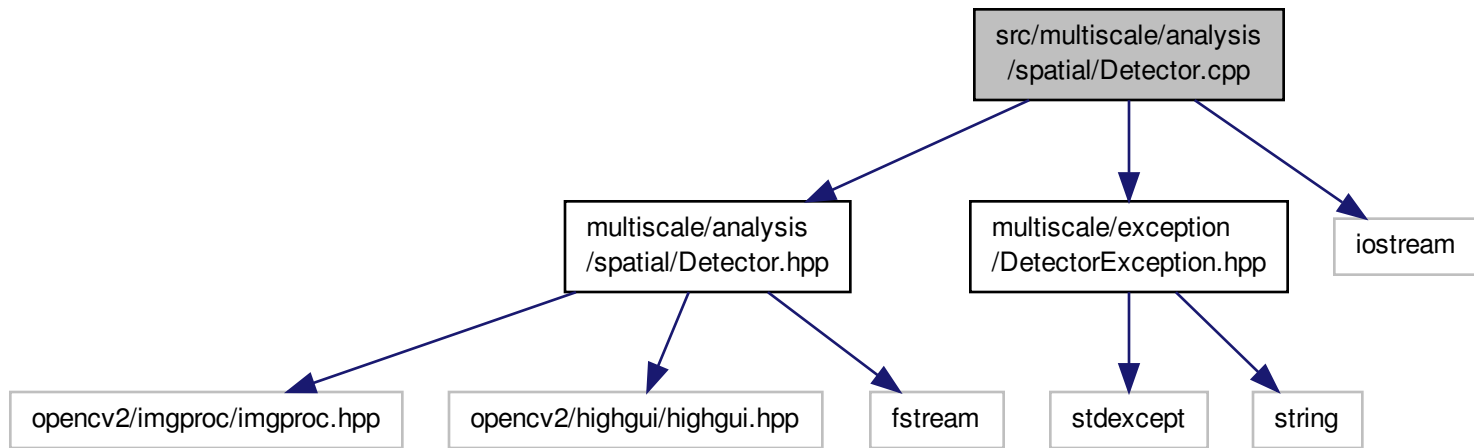 src/multiscale/analysis
/spatial/Detector.cpp
multiscale/analysis
/spatial/Detector.hpp
multiscale/exception
/DetectorException.hpp
iostream
opencv2/imgproc/imgproc.hpp
opencv2/highgui/highgui.hpp
fstream
stdexcept
string